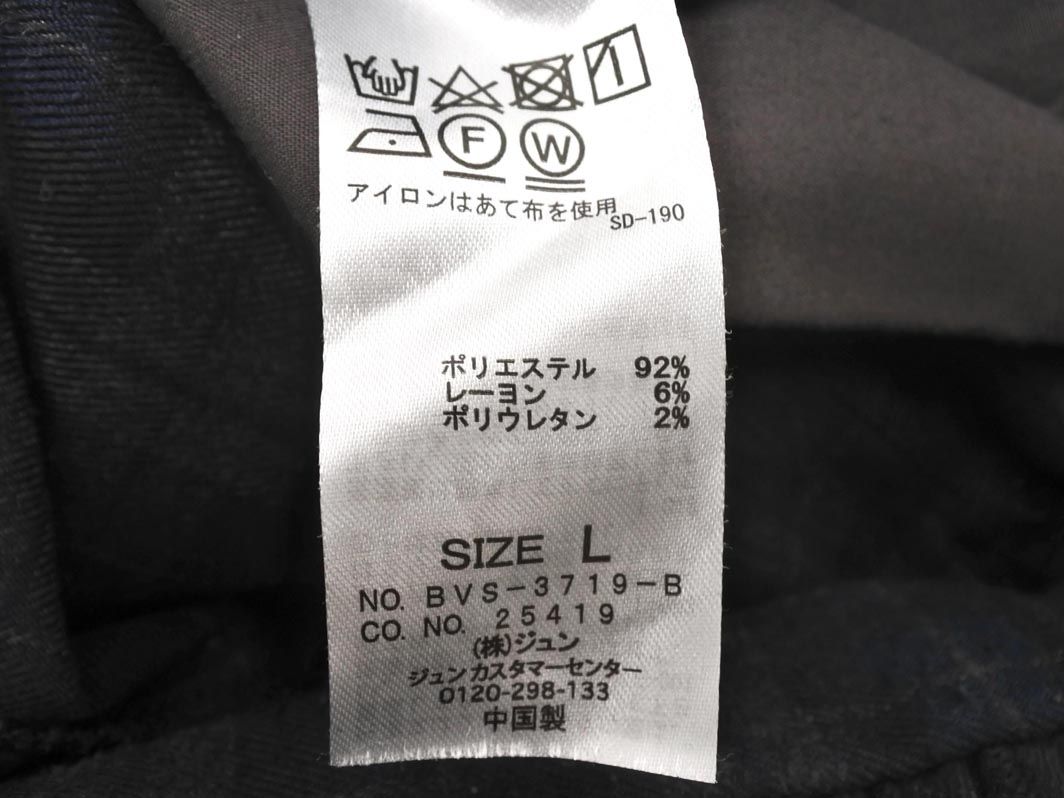 F W
アイロンはあて布を使用
SD-190
ポリエステル 92%
レーヨン 6%
ポリウレタン 2%
SIZE L
NO. BVS-3719-B
CO. NO. 25419
(株)ジュン
ジュンカスタマーセンター
0120-298-133
中国製